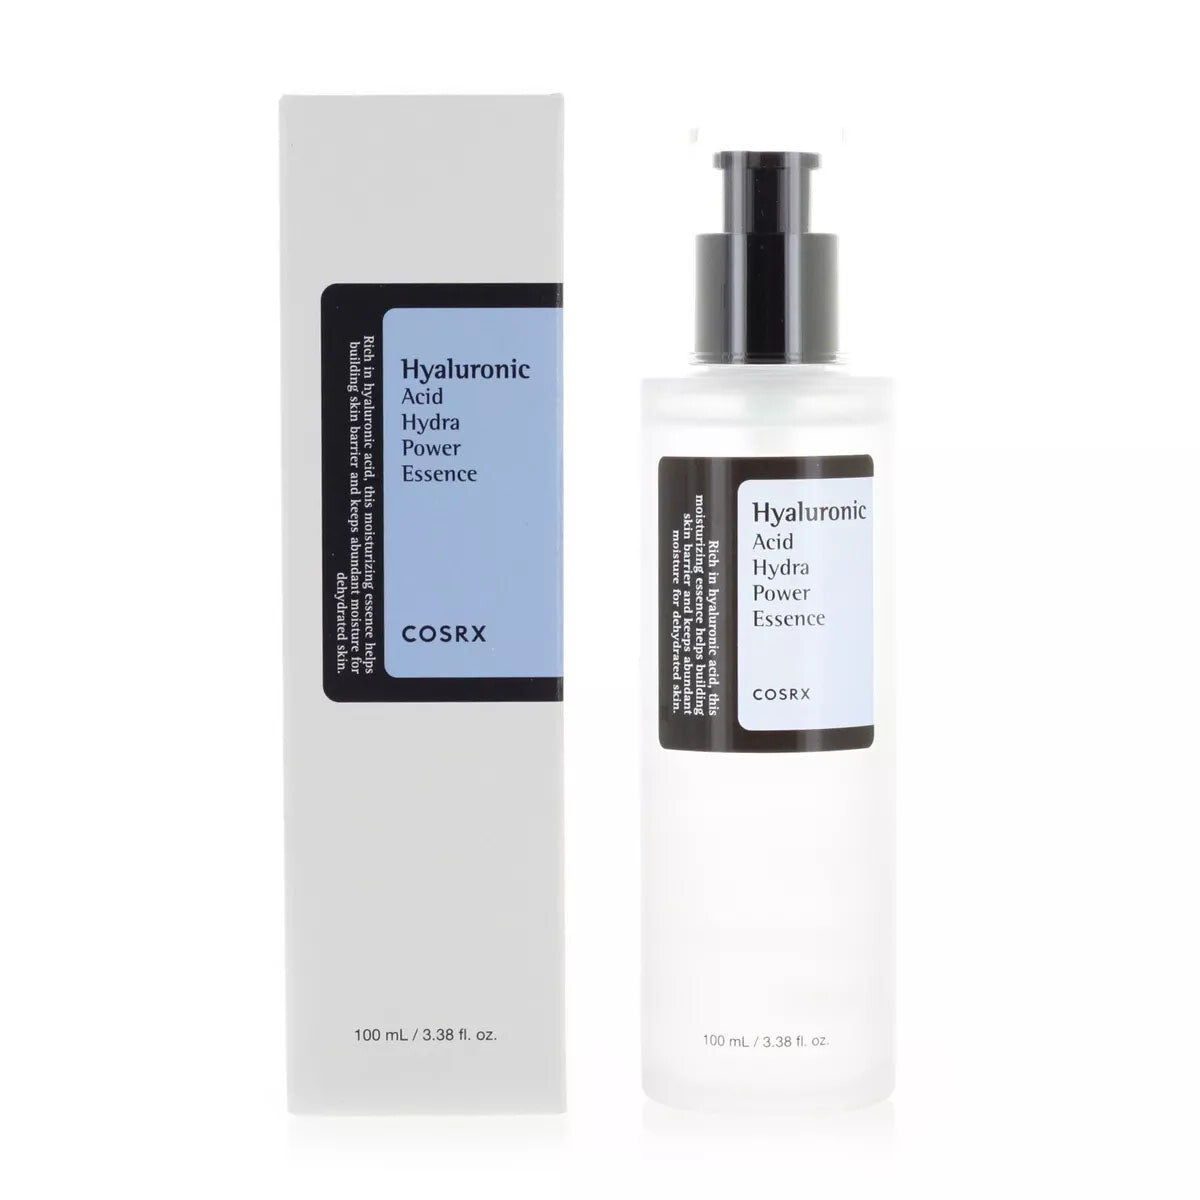 Hyaluronic
Acid
Hydra
Power
Essence
COSRX
Rich in hyaluronic acid, this moisturizing essence helps
building skin barrier and keeps abundant moisture for
dehydrated skin.
100 mL / 3.38 fl. oz.
Hyaluronic
Acid
Hydra
Power
Essence
COSRX
Rich in hyaluronic acid, this
moisturizing essence helps building
skin barrier and keeps abundant
moisture for dehydrated skin.
100 mL / 3.38 fl. oz.